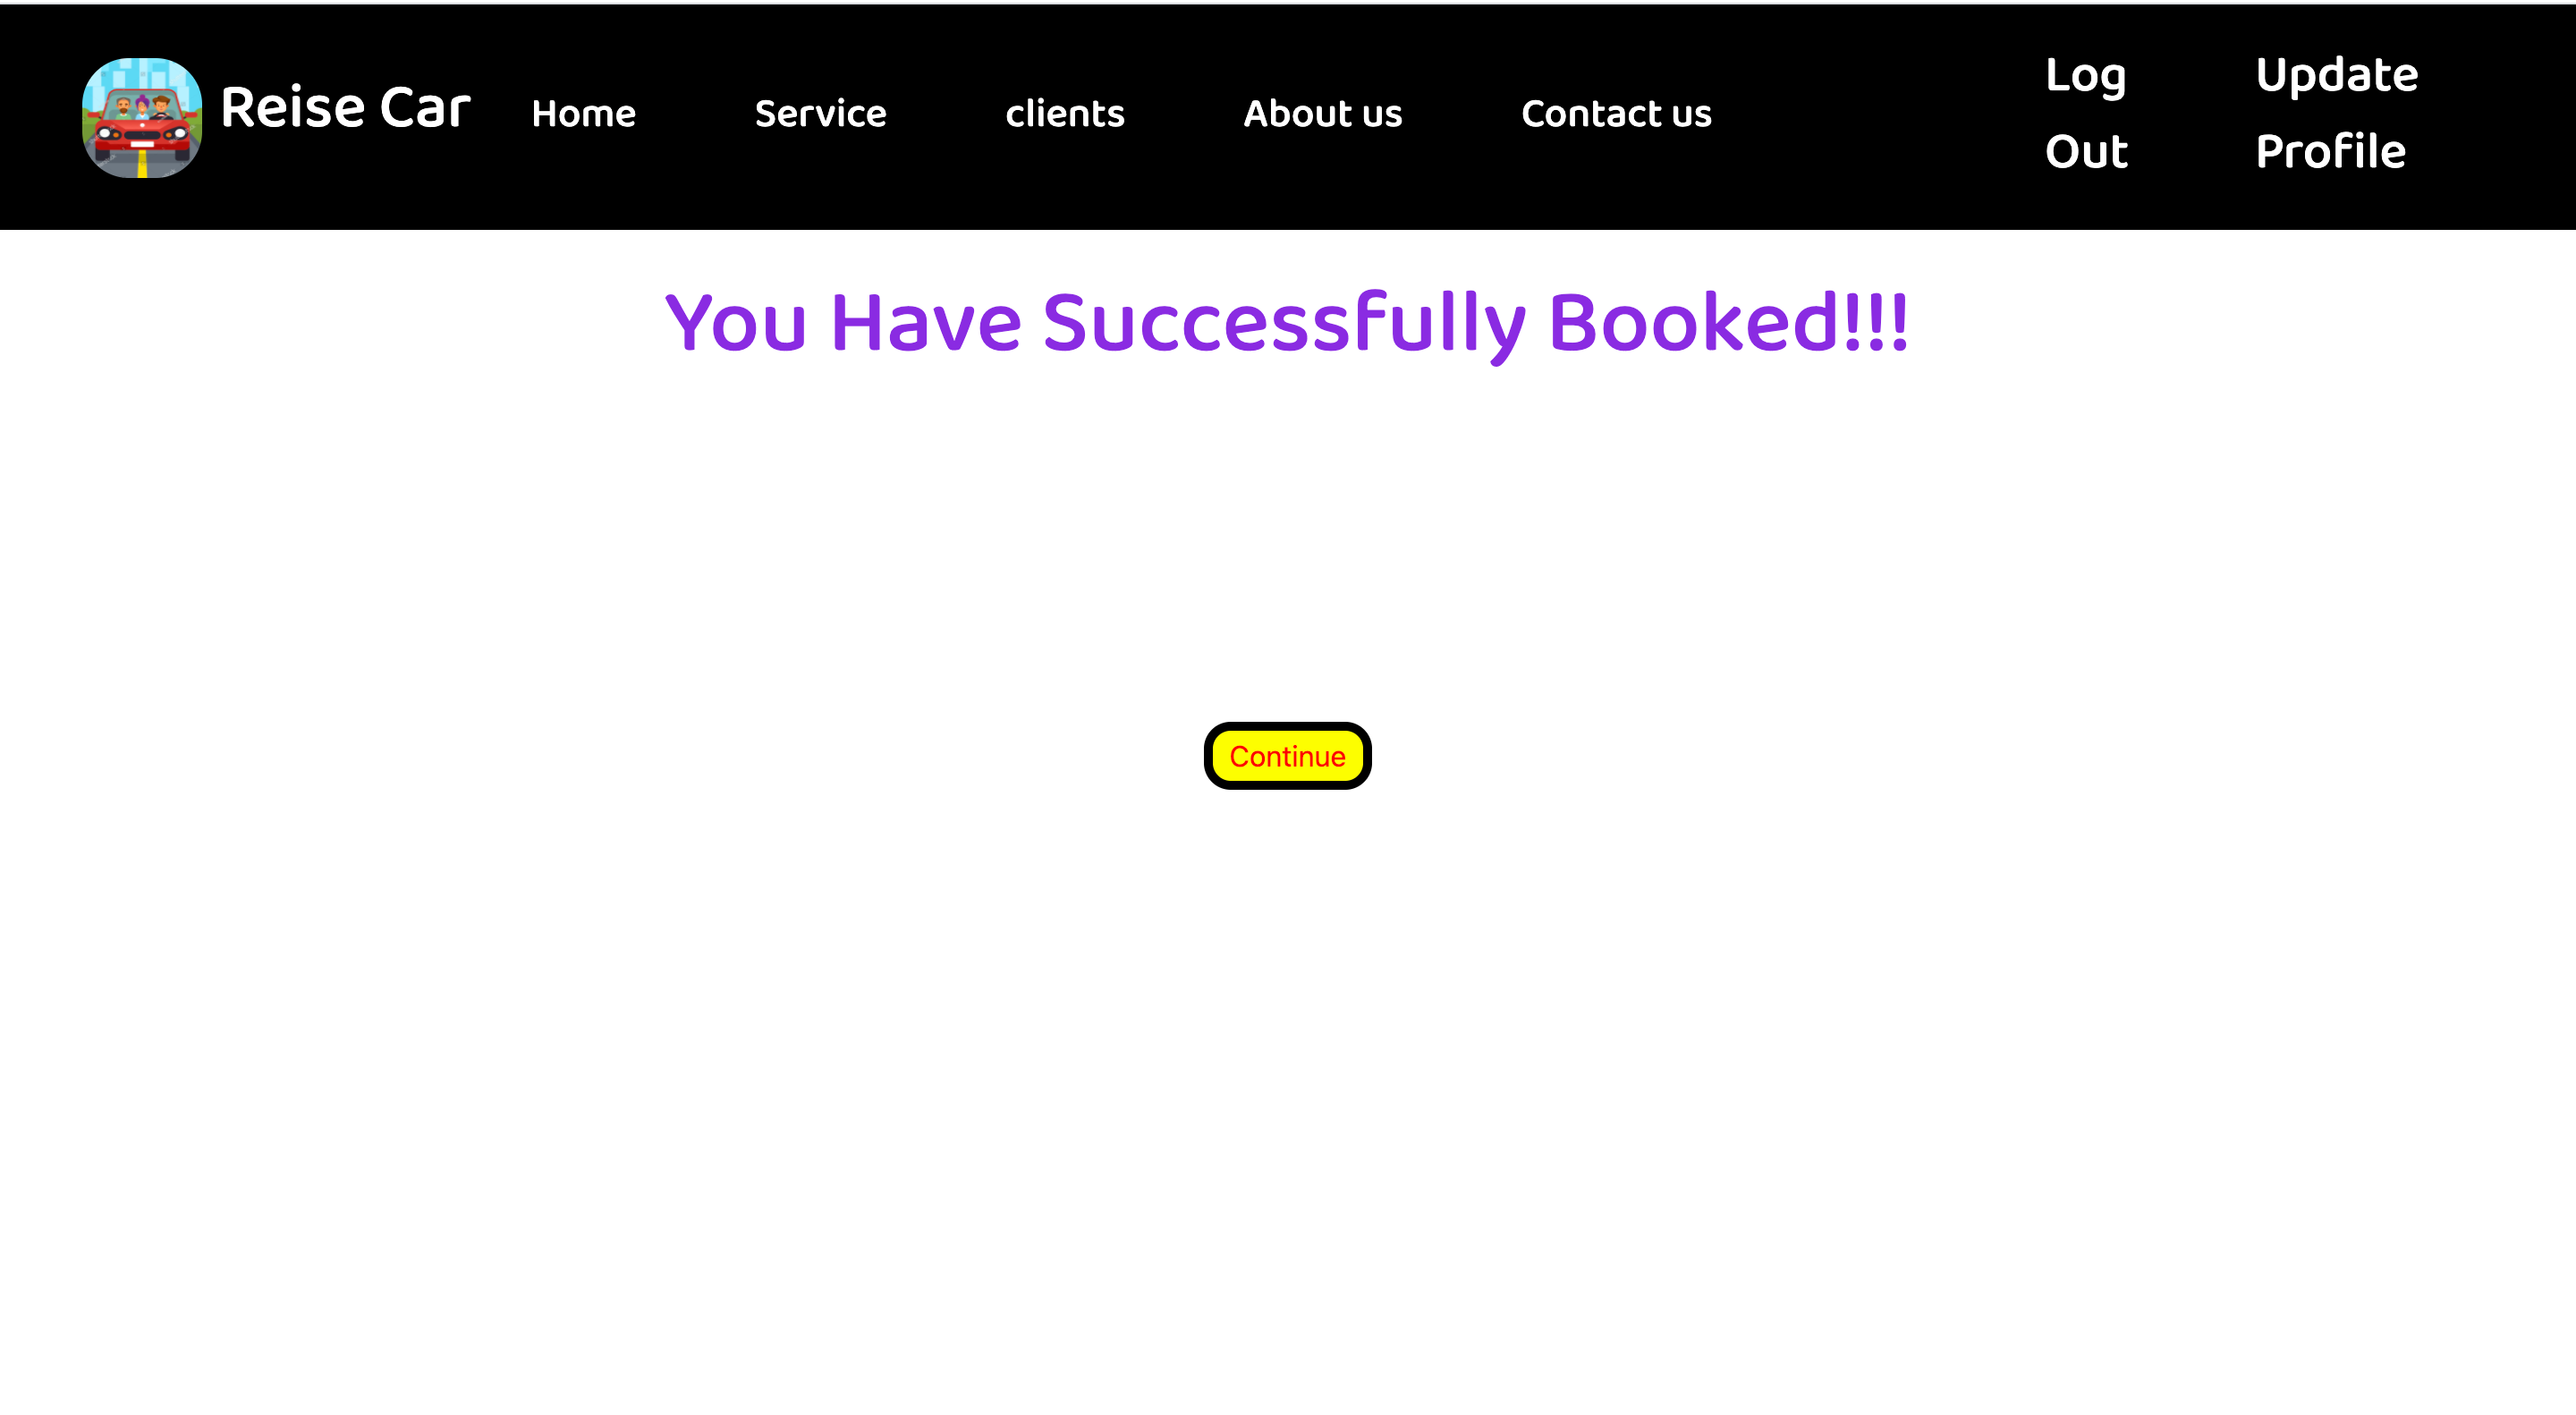 Reise Car
Home
Service
clients
About us
Contact us
Log
Out
Update
Profile
You Have Successfully Booked!!!
Continue